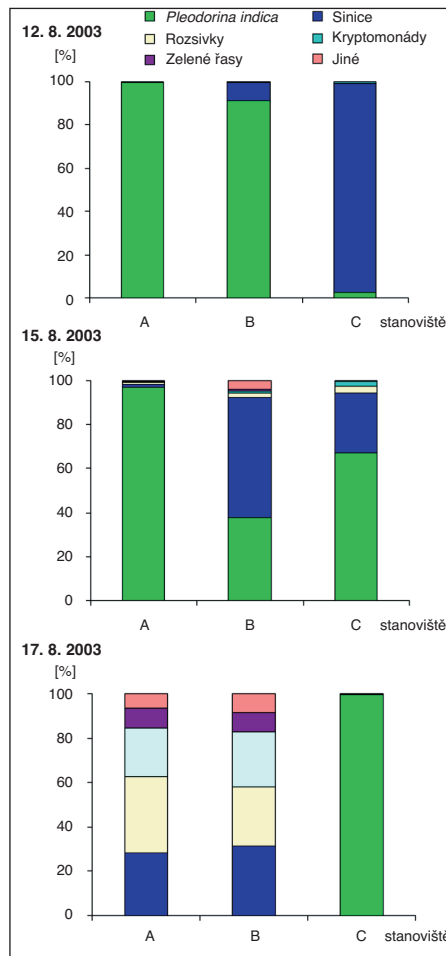 Pleodorina indica Sinice
12. 8. 2003 Rozsivky Kryptomonády
[%] Zelené řasy Jiné
100
80
60
40
20
0
A B C stanoviště
15. 8. 2003
[%]
100
80
60
40
20
0
A B C stanoviště
17. 8. 2003
[%]
100
80
60
40
20
0
A B C stanoviště